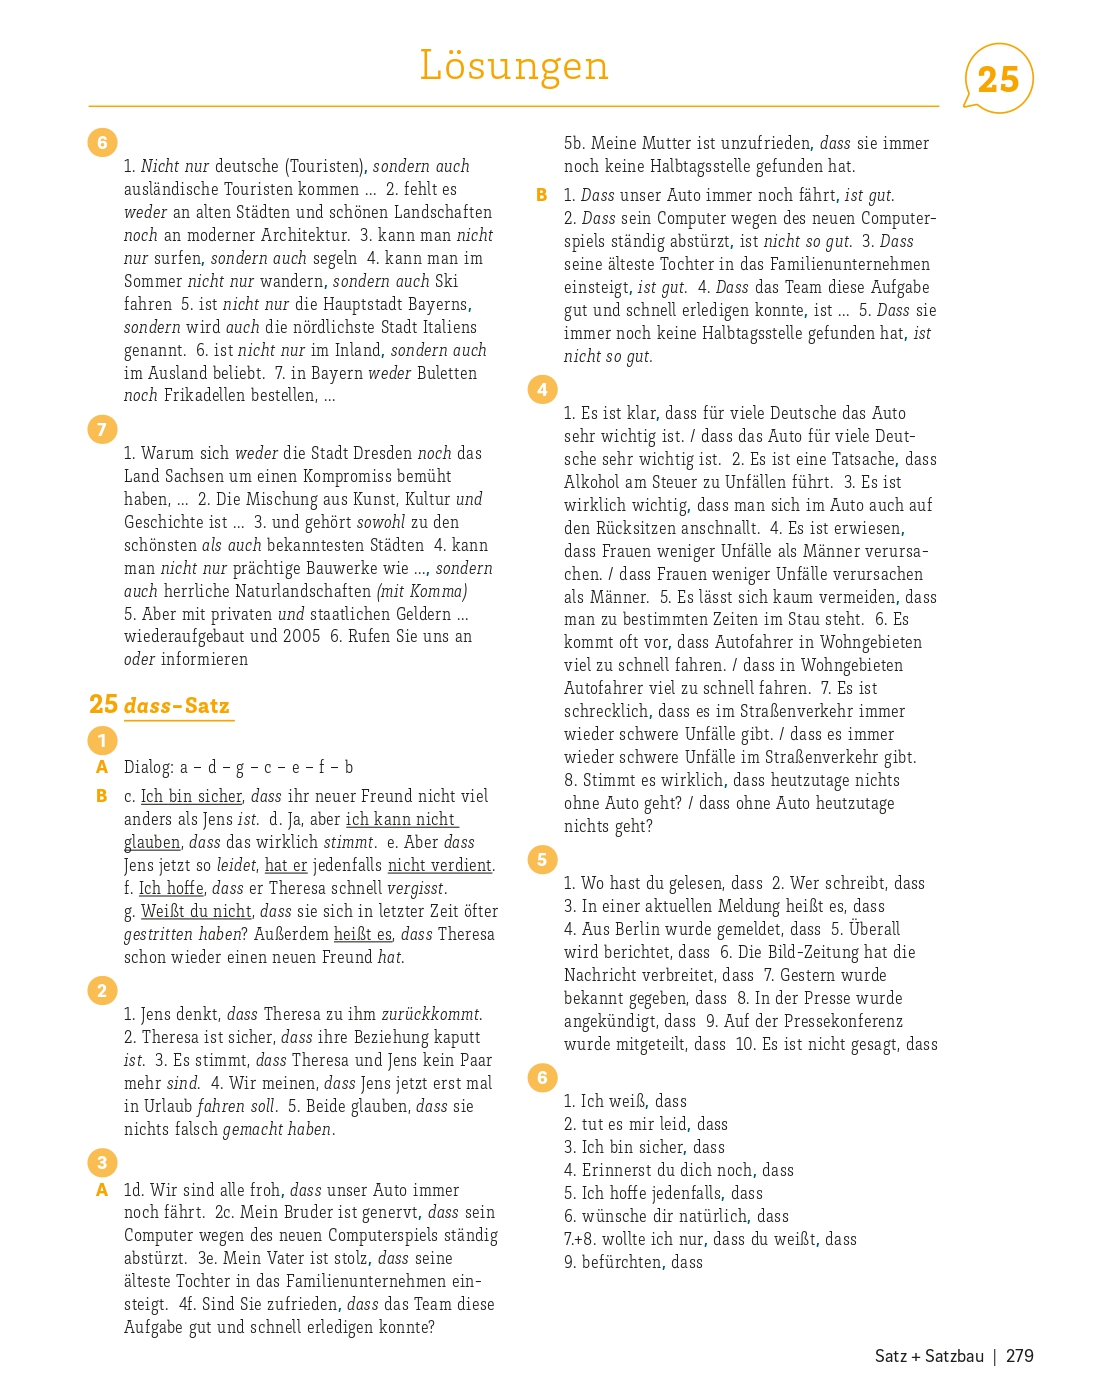 Lösungen
25
6
1. Nicht nur deutsche (Touristen), sondern auch
ausländische Touristen kommen ... 2. fehlt es
weder an alten Städten und schönen Landschaften
noch an moderner Architektur. 3. kann man nicht
nur surfen, sondern auch segeln 4. kann man im
Sommer nicht nur wandern, sondern auch Ski
fahren 5. ist nicht nur die Hauptstadt Bayerns,
sondern wird auch die nördlichste Stadt Italiens
genannt. 6. ist nicht nur im Inland, sondern auch
im Ausland beliebt. 7. in Bayern weder Buletten
noch Frikadellen bestellen, ...
7
1. Warum sich weder die Stadt Dresden noch das
Land Sachsen um einen Kompromiss bemüht
haben, ... 2. Die Mischung aus Kunst, Kultur und
Geschichte ist ... 3. und gehört sowohl zu den
schönsten als auch bekanntesten Städten 4. kann
man nicht nur prächtige Bauwerke wie ..., sondern
auch herrliche Naturlandschaften (mit Komma)
5. Aber mit privaten und staatlichen Geldern ...
wiederaufgebaut und 2005 6. Rufen Sie uns an
oder informieren
25 dass-Satz
1
A Dialog: a – d – g – c – e – f – b
B c. Ich bin sicher, dass ihr neuer Freund nicht viel
anders als Jens ist. d. Ja, aber ich kann nicht
glauben, dass das wirklich stimmt. e. Aber dass
Jens jetzt so leidet, hat er jedenfalls nicht verdient.
f. Ich hoffe, dass er Theresa schnell vergisst.
g. Weißt du nicht, dass sie sich in letzter Zeit öfter
gestritten haben? Außerdem heißt es, dass Theresa
schon wieder einen neuen Freund hat.
2
1. Jens denkt, dass Theresa zu ihm zurückkommt.
2. Theresa ist sicher, dass ihre Beziehung kaputt
ist. 3. Es stimmt, dass Theresa und Jens kein Paar
mehr sind. 4. Wir meinen, dass Jens jetzt erst mal
in Urlaub fahren soll. 5. Beide glauben, dass sie
nichts falsch gemacht haben.
3
A 1d. Wir sind alle froh, dass unser Auto immer
noch fährt. 2c. Mein Bruder ist genervt, dass sein
Computer wegen des neuen Computerspiels ständig
abstürzt. 3e. Mein Vater ist stolz, dass seine
älteste Tochter in das Familienunternehmen ein-
steigt. 4f. Sind Sie zufrieden, dass das Team diese
Aufgabe gut und schnell erledigen konnte?
5b. Meine Mutter ist unzufrieden, dass sie immer
noch keine Halbtagsstelle gefunden hat.
B 1. Dass unser Auto immer noch fährt, ist gut.
2. Dass sein Computer wegen des neuen Computer-
spiels ständig abstürzt, ist nicht so gut. 3. Dass
seine älteste Tochter in das Familienunternehmen
einsteigt, ist gut. 4. Dass das Team diese Aufgabe
gut und schnell erledigen konnte, ist ... 5. Dass sie
immer noch keine Halbtagsstelle gefunden hat, ist
nicht so gut.
4
1. Es ist klar, dass für viele Deutsche das Auto
sehr wichtig ist. / dass das Auto für viele Deut-
sche sehr wichtig ist. 2. Es ist eine Tatsache, dass
Alkohol am Steuer zu Unfällen führt. 3. Es ist
wirklich wichtig, dass man sich im Auto auch auf
den Rücksitzen anschnallt. 4. Es ist erwiesen,
dass Frauen weniger Unfälle als Männer verursa-
chen. / dass Frauen weniger Unfälle verursachen
als Männer. 5. Es lässt sich kaum vermeiden, dass
man zu bestimmten Zeiten im Stau steht. 6. Es
kommt oft vor, dass Autofahrer in Wohngebieten
viel zu schnell fahren. / dass in Wohngebieten
Autofahrer viel zu schnell fahren. 7. Es ist
schrecklich, dass es im Straßenverkehr immer
wieder schwere Unfälle gibt. / dass es immer
wieder schwere Unfälle im Straßenverkehr gibt.
8. Stimmt es wirklich, dass heutzutage nichts
ohne Auto geht? / dass ohne Auto heutzutage
nichts geht?
5
1. Wo hast du gelesen, dass 2. Wer schreibt, dass
3. In einer aktuellen Meldung heißt es, dass
4. Aus Berlin wurde gemeldet, dass 5. Überall
wird berichtet, dass 6. Die Bild-Zeitung hat die
Nachricht verbreitet, dass 7. Gestern wurde
bekannt gegeben, dass 8. In der Presse wurde
angekündigt, dass 9. Auf der Pressekonferenz
wurde mitgeteilt, dass 10. Es ist nicht gesagt, dass
6
1. Ich weiß, dass
2. tut es mir leid, dass
3. Ich bin sicher, dass
4. Erinnerst du dich noch, dass
5. Ich hoffe jedenfalls, dass
6. wünsche dir natürlich, dass
7.+8. wollte ich nur, dass du weißt, dass
9. befürchten, dass
Satz + Satzbau | 279